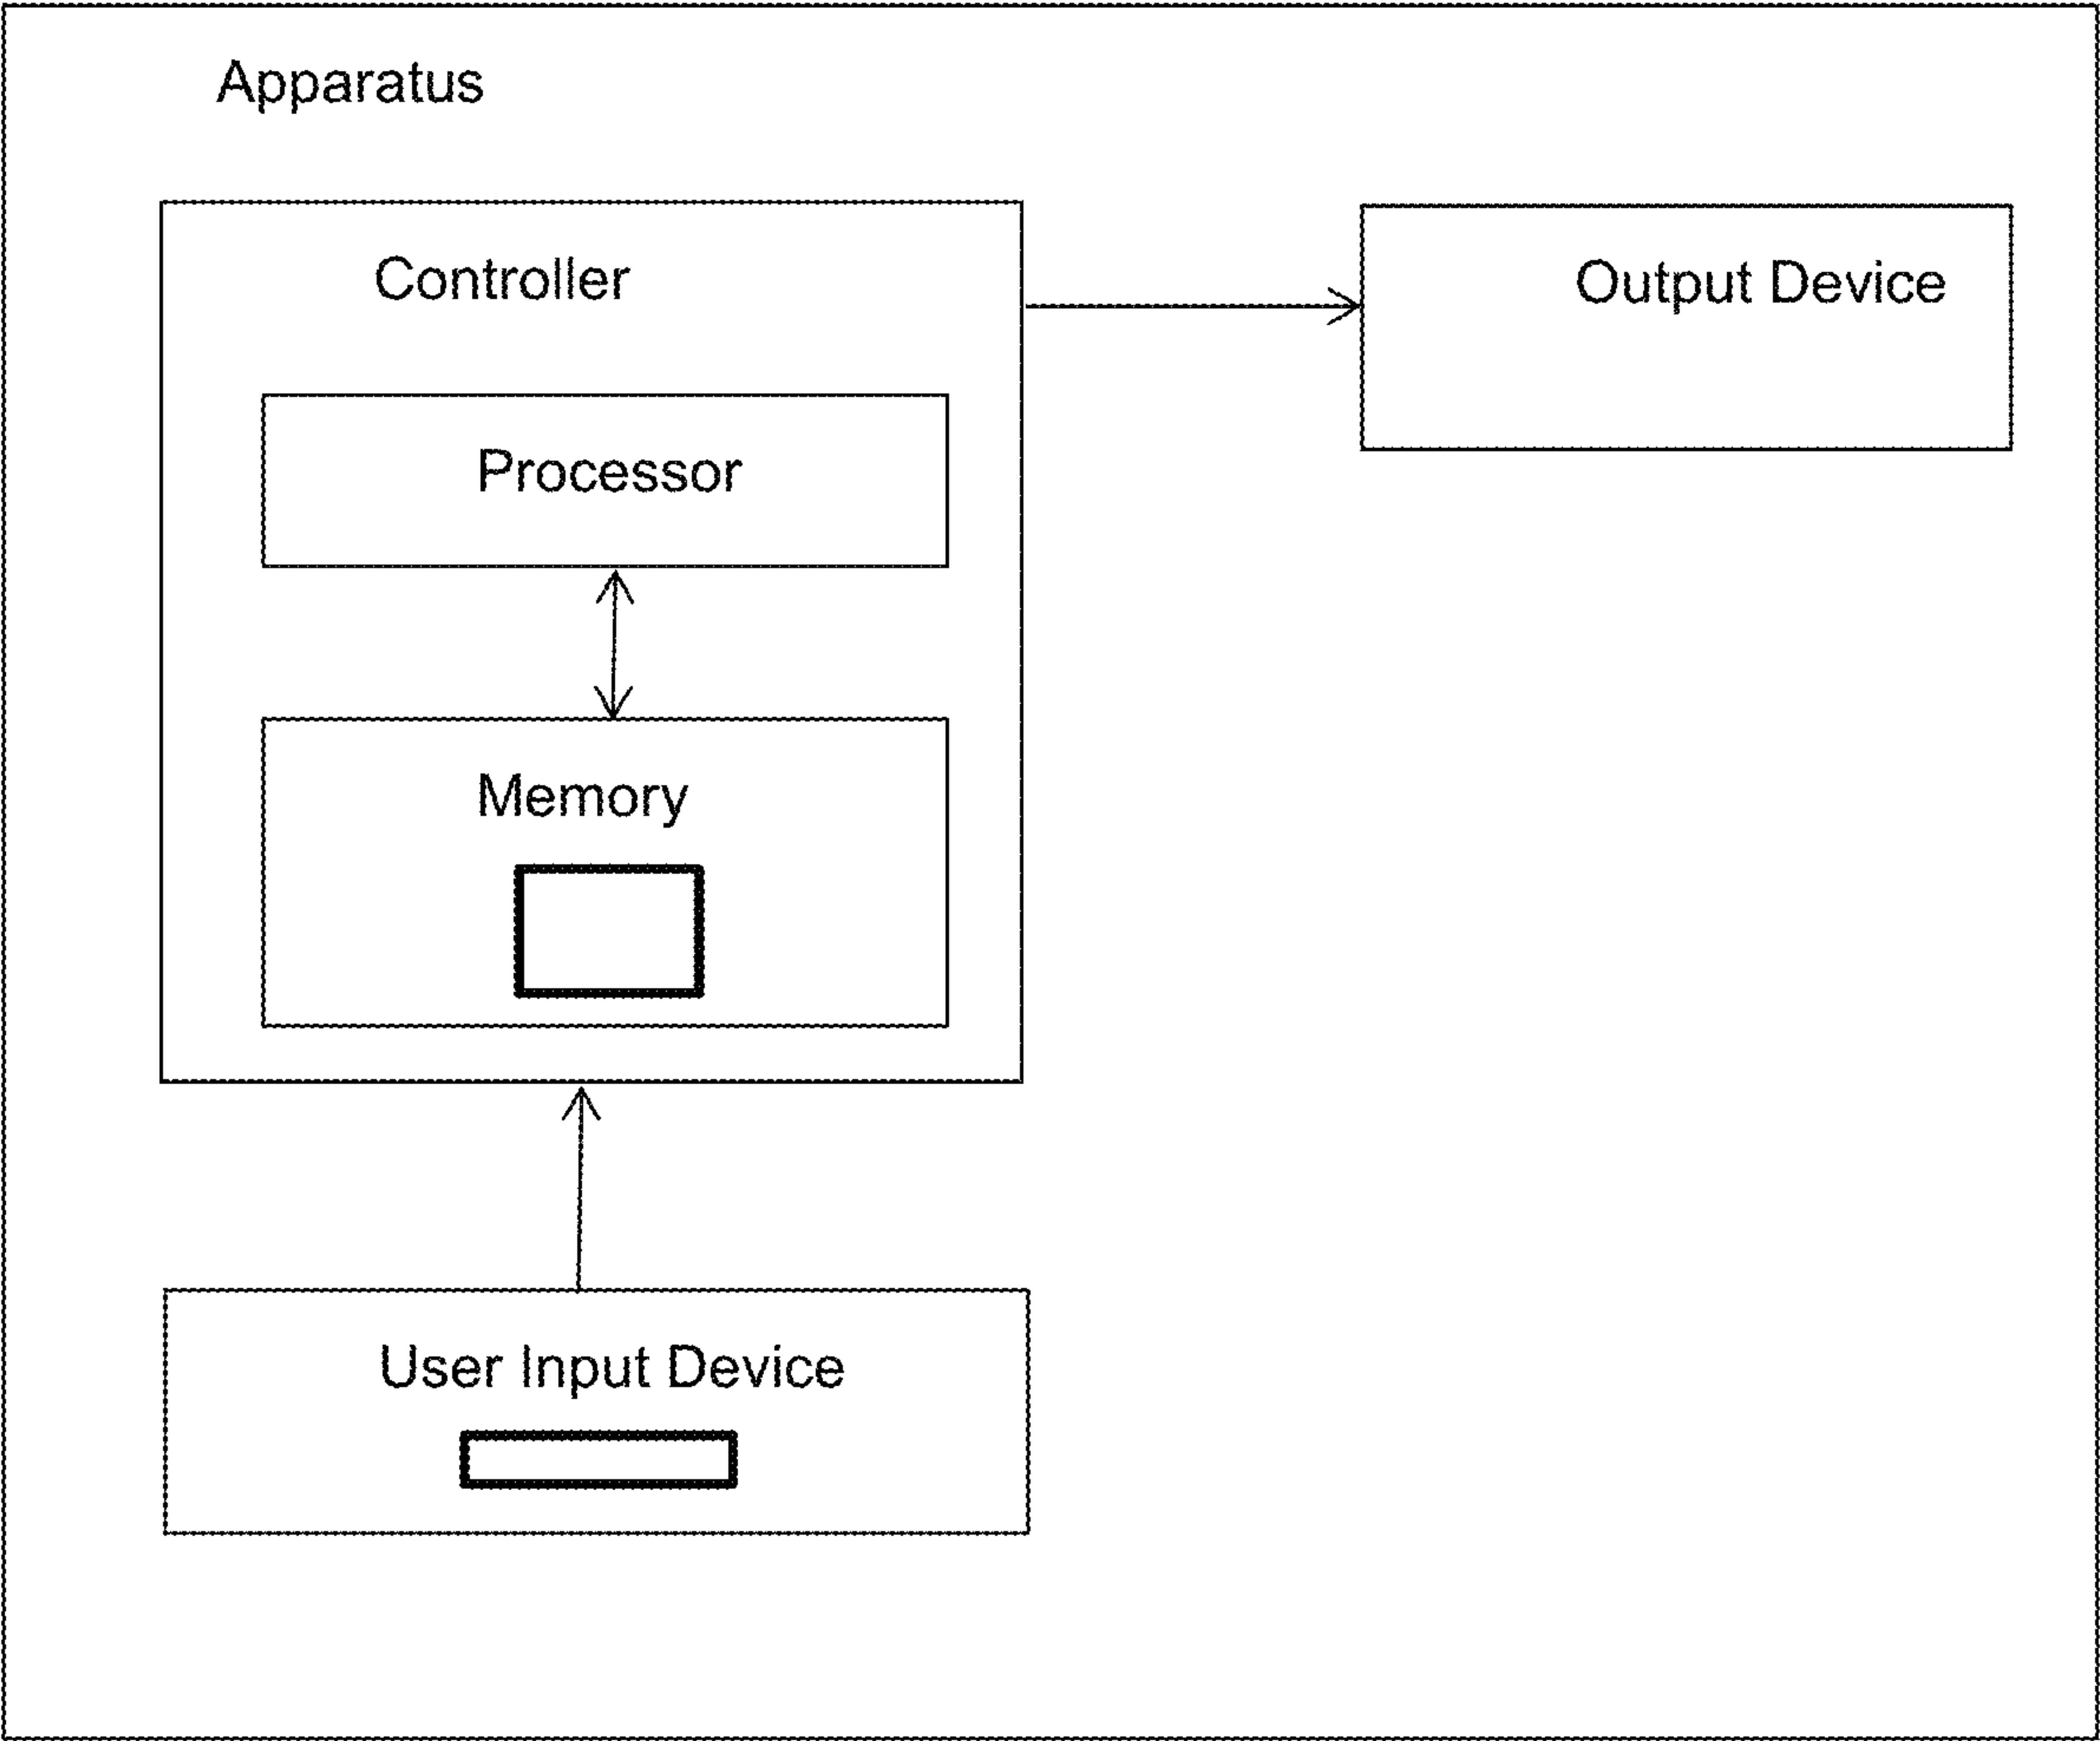 Apparatus
Controller
Output Device
Processor
Memory
User Input Device